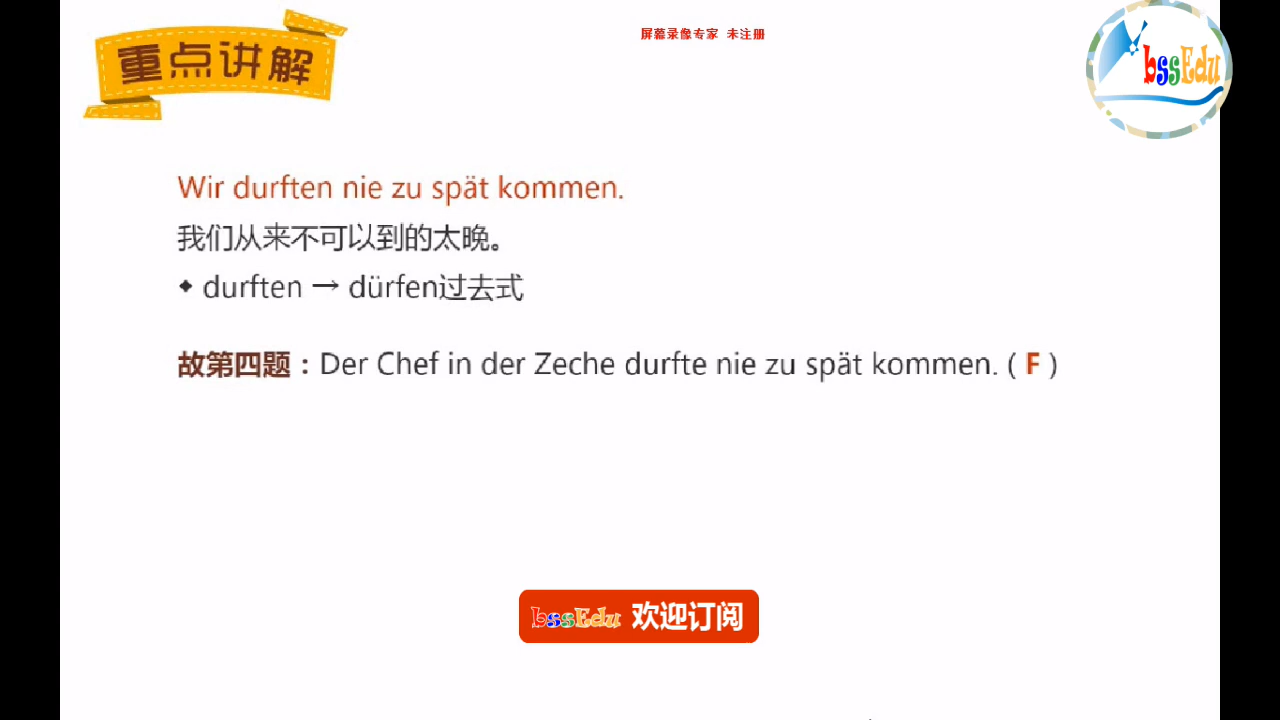 重点讲解
屏幕录像专家 未注册
bssEdu
Wir durften nie zu spät kommen.
我们从来不可以到的太晚。
◆ durften → dürfen过去式
故第四题：Der Chef in der Zeche durfte nie zu spät kommen. ( F )
bssEdu 欢迎订阅